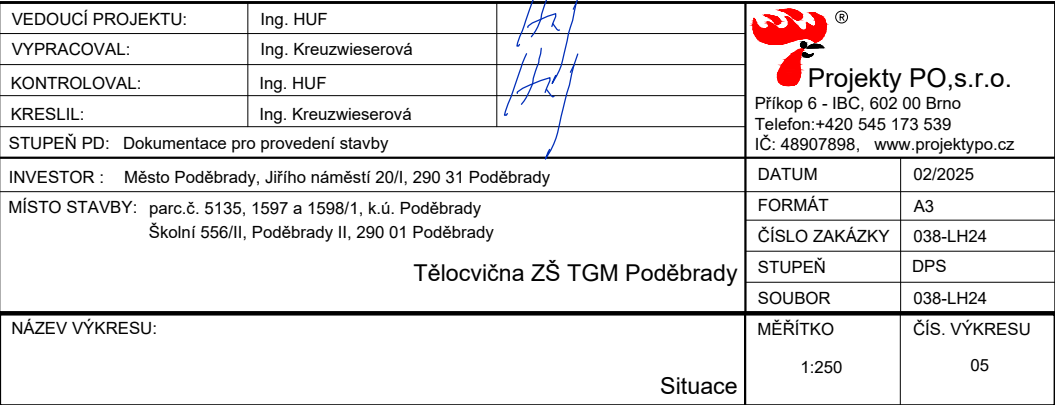 VEDOUCÍ PROJEKTU: Ing. HUF
VYPRACOVAL: Ing. Kreuzwieserová
KONTROLOVAL: Ing. HUF
KRESLIL: Ing. Kreuzwieserová
STUPEŇ PD: Dokumentace pro provedení stavby
®
Projekty PO,s.r.o.
Příkop 6 - IBC, 602 00 Brno
Telefon:+420 545 173 539
IČ: 48907898, www.projektypo.cz
INVESTOR : Město Poděbrady, Jiřího náměstí 20/I, 290 31 Poděbrady
MÍSTO STAVBY: parc.č. 5135, 1597 a 1598/1, k.ú. Poděbrady
Školní 556/II, Poděbrady II, 290 01 Poděbrady
Tělocvična ZŠ TGM Poděbrady
DATUM 02/2025
FORMÁT A3
ČÍSLO ZAKÁZKY 038-LH24
STUPEŇ DPS
SOUBOR 038-LH24
NÁZEV VÝKRESU:
Situace
MĚŘÍTKO ČÍS. VÝKRESU
1:250 05